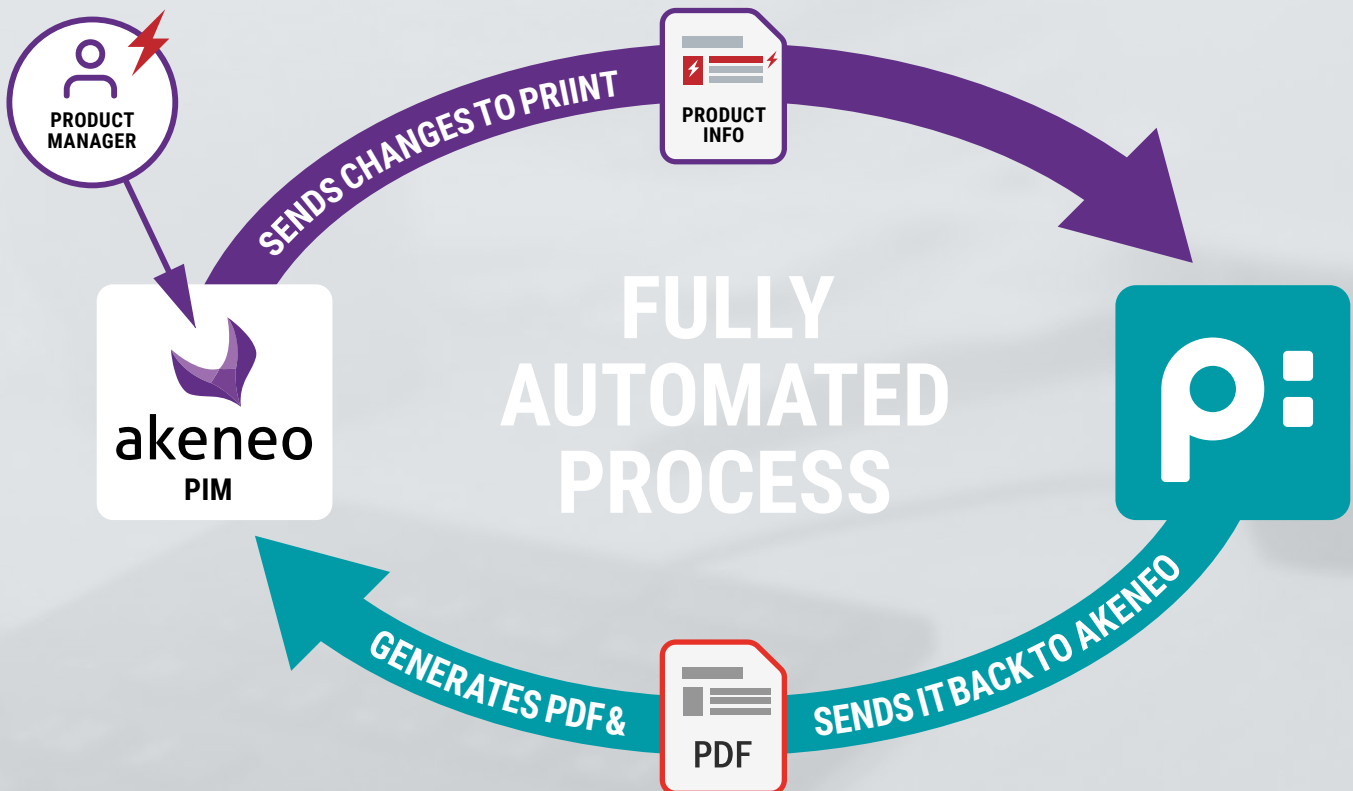 PRODUCT
MANAGER
SENDS CHANGES TO PRIINT
PRODUCT
INFO
FULLY
AUTOMATED
PROCESS
akeneo
PIM
p:
GENERATES PDF &
PDF
SENDS IT BACK TO AKENEO